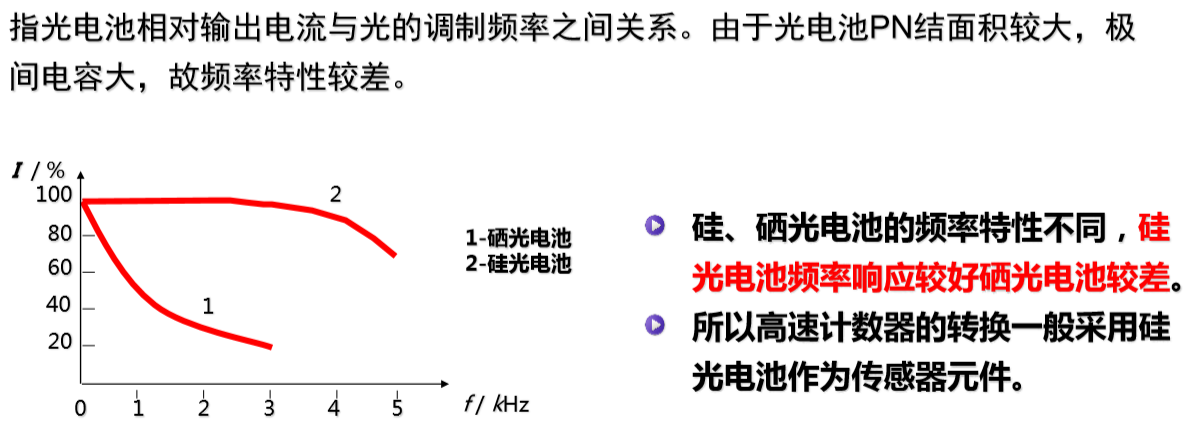 指光电池相对输出电流与光的调制频率之间关系。由于光电池PN结面积较大，极
间电容大，故频率特性较差。
I / %
100
80
60
40
20
2
1
0 1 2 3 4 5
f / kHz
1-硒光电池
2-硅光电池
硅、硒光电池的频率特性不同，硅
光电池频率响应较好硒光电池较差。
所以高速计数器的转换一般采用硅
光电池作为传感器元件。